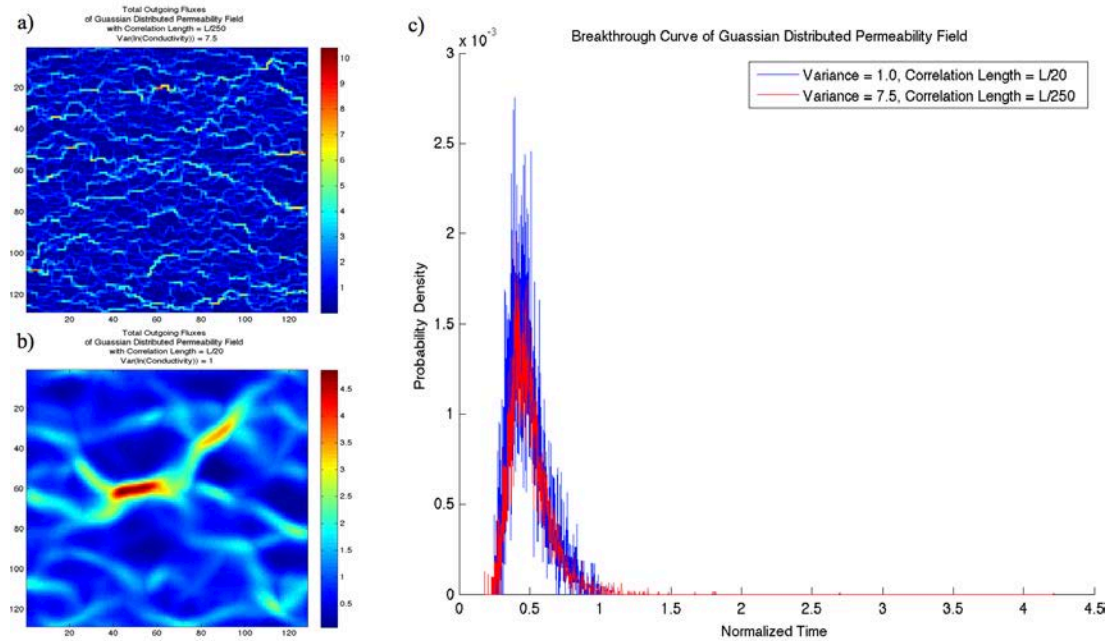 a)
Total Outgoing Fluxes
of Guassian Distributed Permeability Field
with Correlation Length = L/250
Var(ln(Conductivity)) = 7.5
20
40
60
80
100
120
20 40 60 80 100 120
10
9
8
7
6
5
4
3
2
1
b)
Total Outgoing Fluxes
of Guassian Distributed Permeability Field
with Correlation Length = L/20
Var(ln(Conductivity)) = 1
20
40
60
80
100
120
20 40 60 80 100 120
4.5
4
3.5
3
2.5
2
1.5
1
0.5
c)
x 10⁻³
Breakthrough Curve of Guassian Distributed Permeability Field
Variance = 1.0, Correlation Length = L/20
Variance = 7.5, Correlation Length = L/250
3
2.5
2
1.5
1
0.5
0
Probability Density
0 0.5 1 1.5 2 2.5 3 3.5 4 4.5
Normalized Time